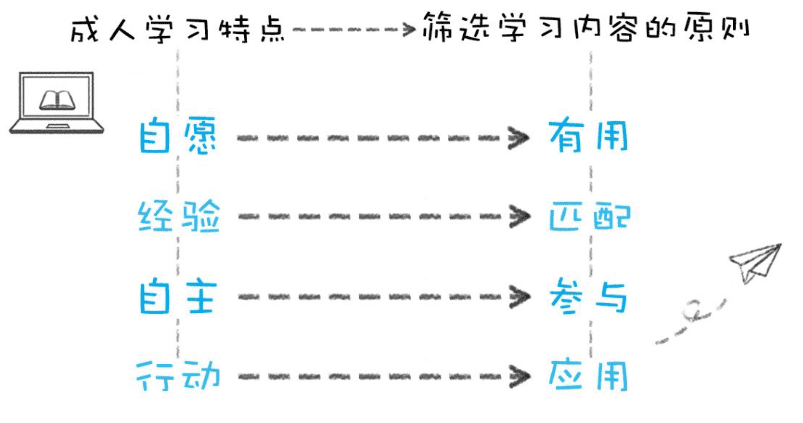 成人学习特点 筛选学习内容的原则
自愿 有用
经验 匹配
自主 参与
行动 应用